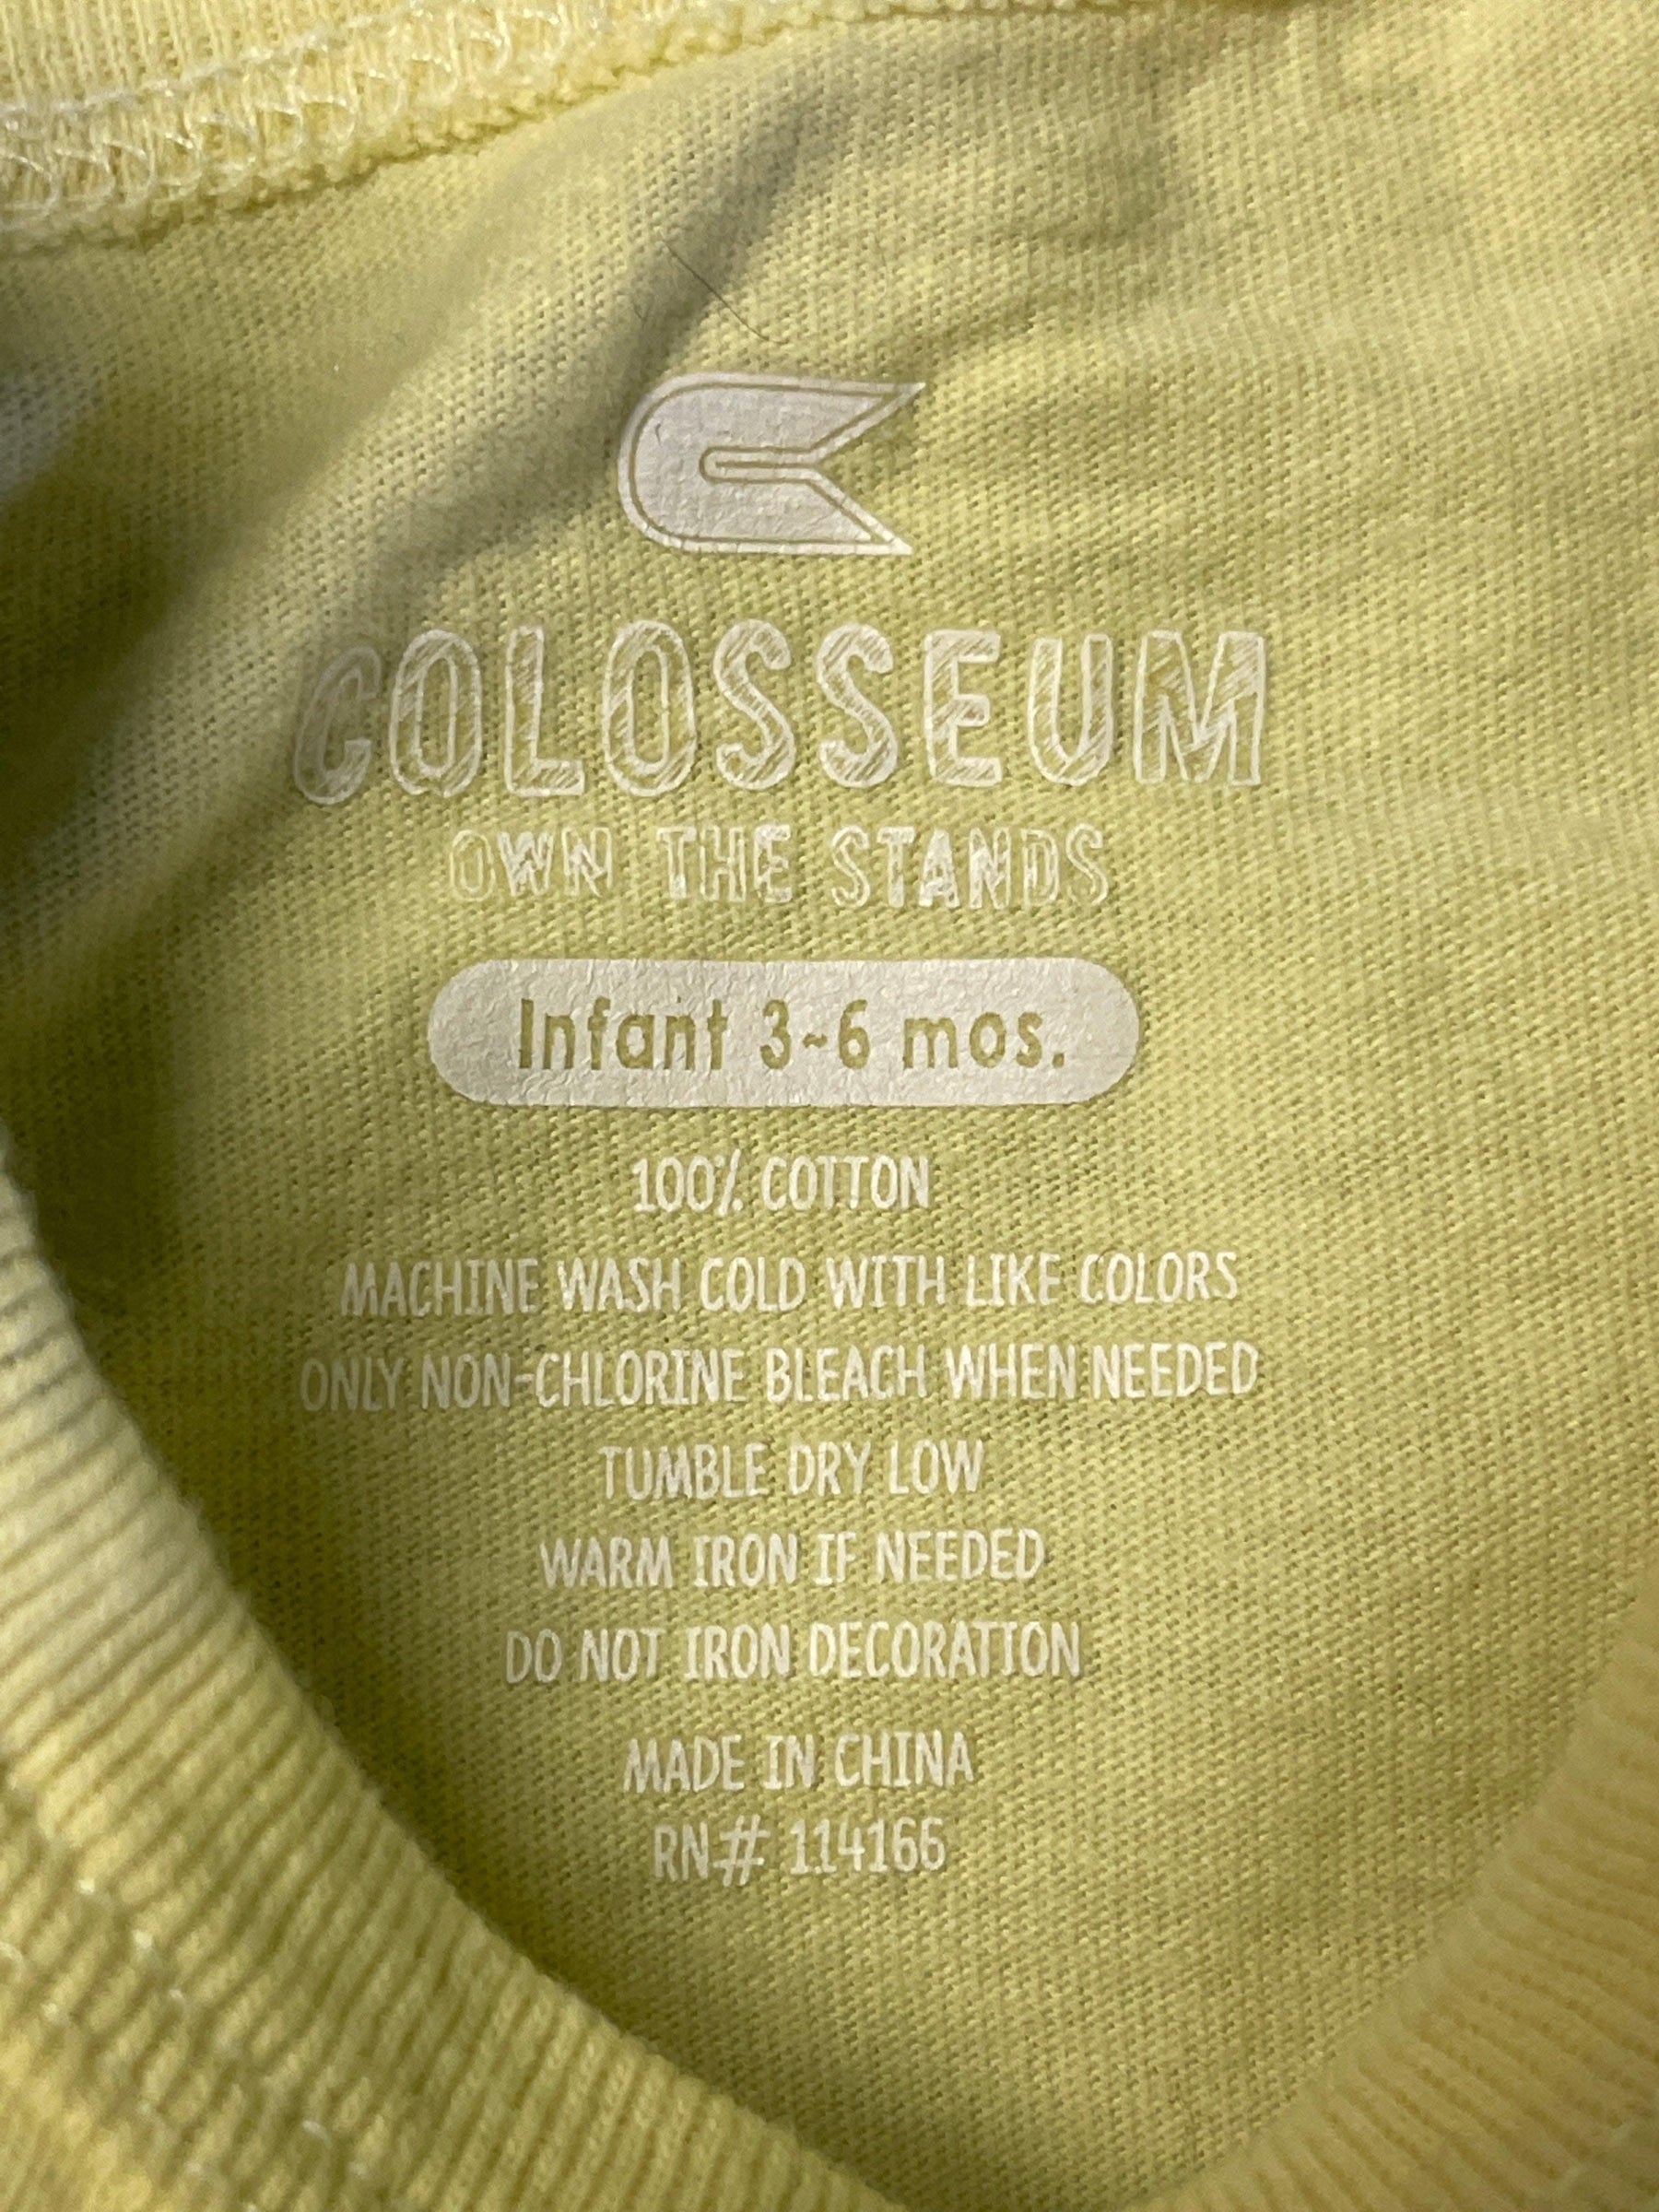 COLOSSEUM
OWN THE STANDS
Infant 3~6 mos.
100% COTTON
MACHINE WASH COLD WITH LIKE COLORS
ONLY NON-CHLORINE BLEACH WHEN NEEDED
TUMBLE DRY LOW
WARM IRON IF NEEDED
DO NOT IRON DECORATION
MADE IN CHINA
RN# 114166